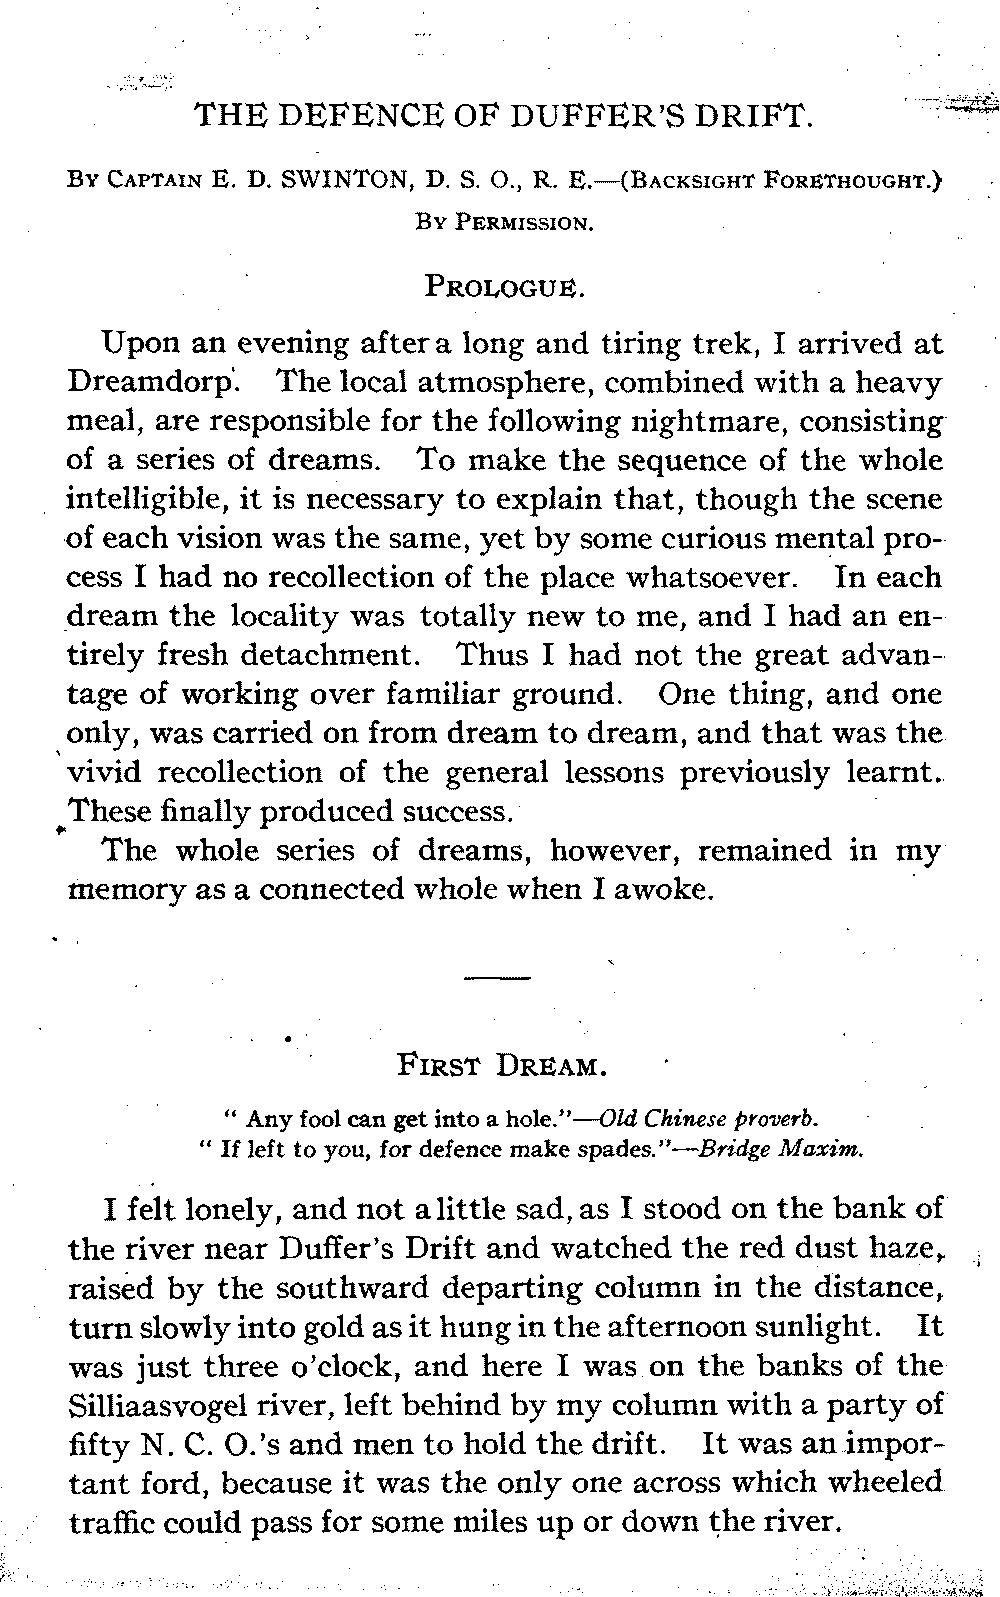 THE DEFENCE OF DUFFER'S DRIFT.
BY CAPTAIN E. D. SWINTON, D. S. O., R. E.—(BACKSIGHT FORETHOUGHT.)
BY PERMISSION.
PROLOGUE.
Upon an evening after a long and tiring trek, I arrived at
Dreamdorp. The local atmosphere, combined with a heavy
meal, are responsible for the following nightmare, consisting
of a series of dreams. To make the sequence of the whole
intelligible, it is necessary to explain that, though the scene
of each vision was the same, yet by some curious mental pro-
cess I had no recollection of the place whatsoever. In each
dream the locality was totally new to me, and I had an en-
tirely fresh detachment. Thus I had not the great advan-
tage of working over familiar ground. One thing, and one
only, was carried on from dream to dream, and that was the
vivid recollection of the general lessons previously learnt.
These finally produced success.
The whole series of dreams, however, remained in my
memory as a connected whole when I awoke.
FIRST DREAM.
" Any fool can get into a hole."—Old Chinese proverb.
" If left to you, for defence make spades."—Bridge Maxim.
I felt lonely, and not a little sad, as I stood on the bank of
the river near Duffer's Drift and watched the red dust haze,
raised by the southward departing column in the distance,
turn slowly into gold as it hung in the afternoon sunlight. It
was just three o'clock, and here I was on the banks of the
Silliaasvogel river, left behind by my column with a party of
fifty N. C. O.'s and men to hold the drift. It was an impor-
tant ford, because it was the only one across which wheeled
traffic could pass for some miles up or down the river.